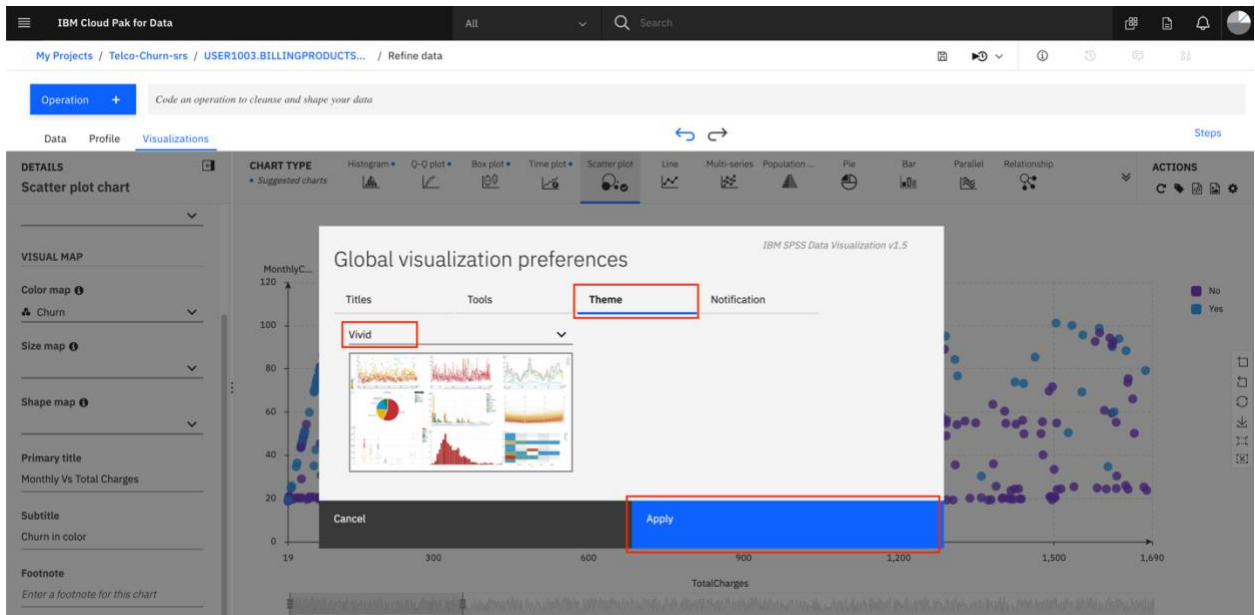 IBM Cloud Pak for Data
All
Search
My Projects / Telco-Churn-srs / USER1003.BILLINGPRODUCTS... / Refine data
Operation +
Code an operation to cleanse and shape your data
Data Profile Visualizations
Steps
DETAILS
Scatter plot chart
CHART TYPE
• Suggested charts
Histogram • Q-Q plot • Box plot • Time plot • Scatter plot Line Multi-series Population ... Pie Bar Parallel Relationship
ACTIONS
VISUAL MAP
Color map
Churn
Size map
Shape map
Primary title
Monthly Vs Total Charges
Subtitle
Churn in color
Footnote
Enter a footnote for this chart
Global visualization preferences
IBM SPSS Data Visualization v1.5
Titles Tools Theme Notification
Vivid
Cancel
Apply
MonthlyC...
120
100
80
60
40
20
0
19 300 600 900 1,200 1,500 1,690
TotalCharges
No
Yes